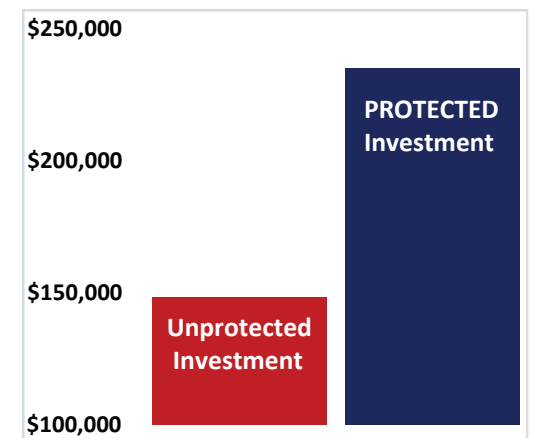 $250,000
PROTECTED
Investment
$200,000
$150,000
Unprotected
Investment
$100,000